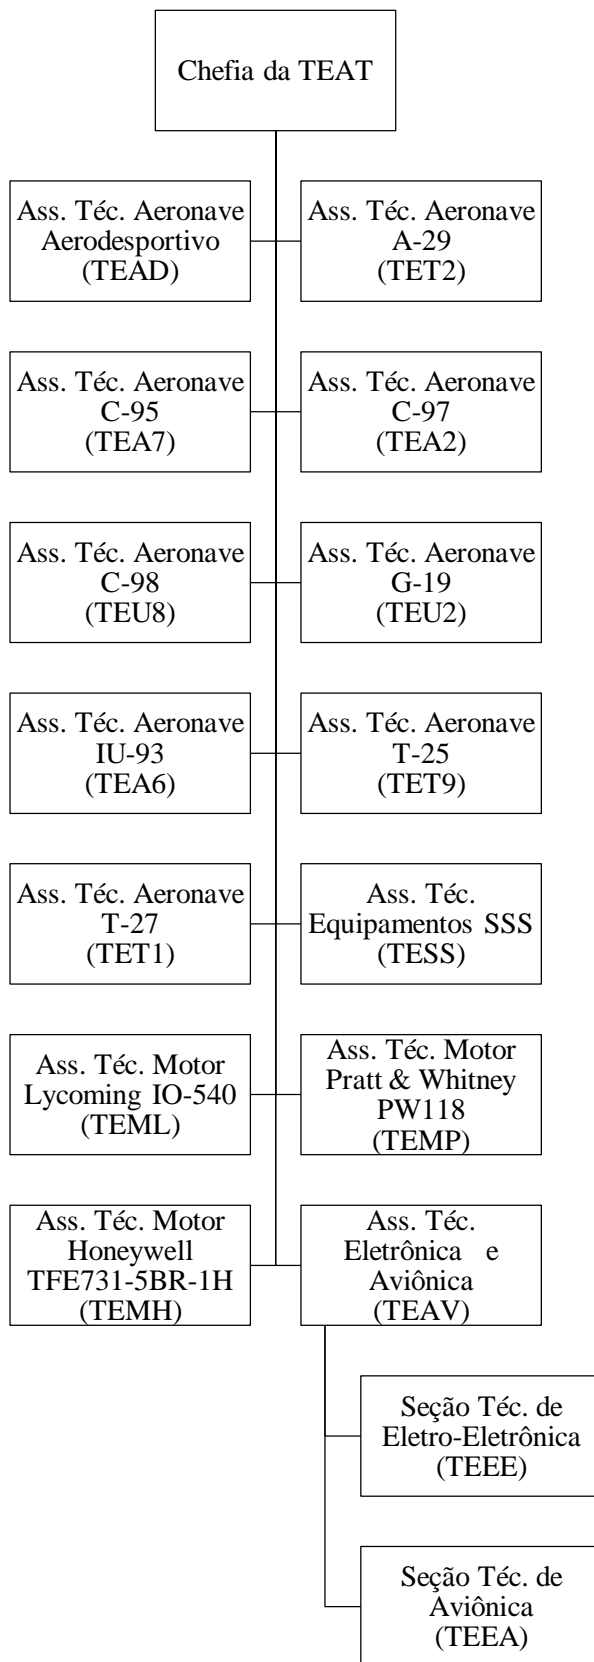 Chefia da TEAT
Ass. Téc. Aeronave
Aerodesportivo
(TEAD)
Ass. Téc. Aeronave
A-29
(TET2)
Ass. Téc. Aeronave
C-95
(TEA7)
Ass. Téc. Aeronave
C-97
(TEA2)
Ass. Téc. Aeronave
C-98
(TEU8)
Ass. Téc. Aeronave
G-19
(TEU2)
Ass. Téc. Aeronave
IU-93
(TEA6)
Ass. Téc. Aeronave
T-25
(TET9)
Ass. Téc. Aeronave
T-27
(TET1)
Ass. Téc.
Equipamentos SSS
(TESS)
Ass. Téc. Motor
Lycoming IO-540
(TEML)
Ass. Téc. Motor
Pratt & Whitney
PW118
(TEMP)
Ass. Téc. Motor
Honeywell
TFE731-5BR-1H
(TEMH)
Ass. Téc.
Eletrônica e
Aviônica
(TEAV)
Seção Téc. de
Eletro-Eletrônica
(TEEE)
Seção Téc. de
Aviônica
(TEEA)